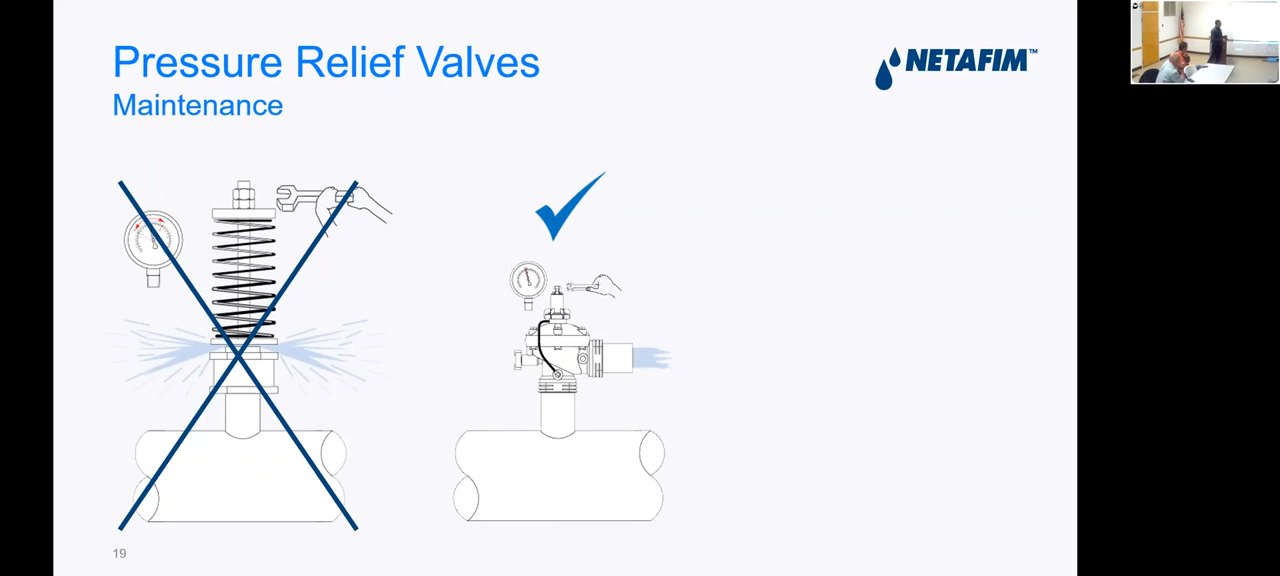 Pressure Relief Valves
Maintenance
NETAFIM™
19